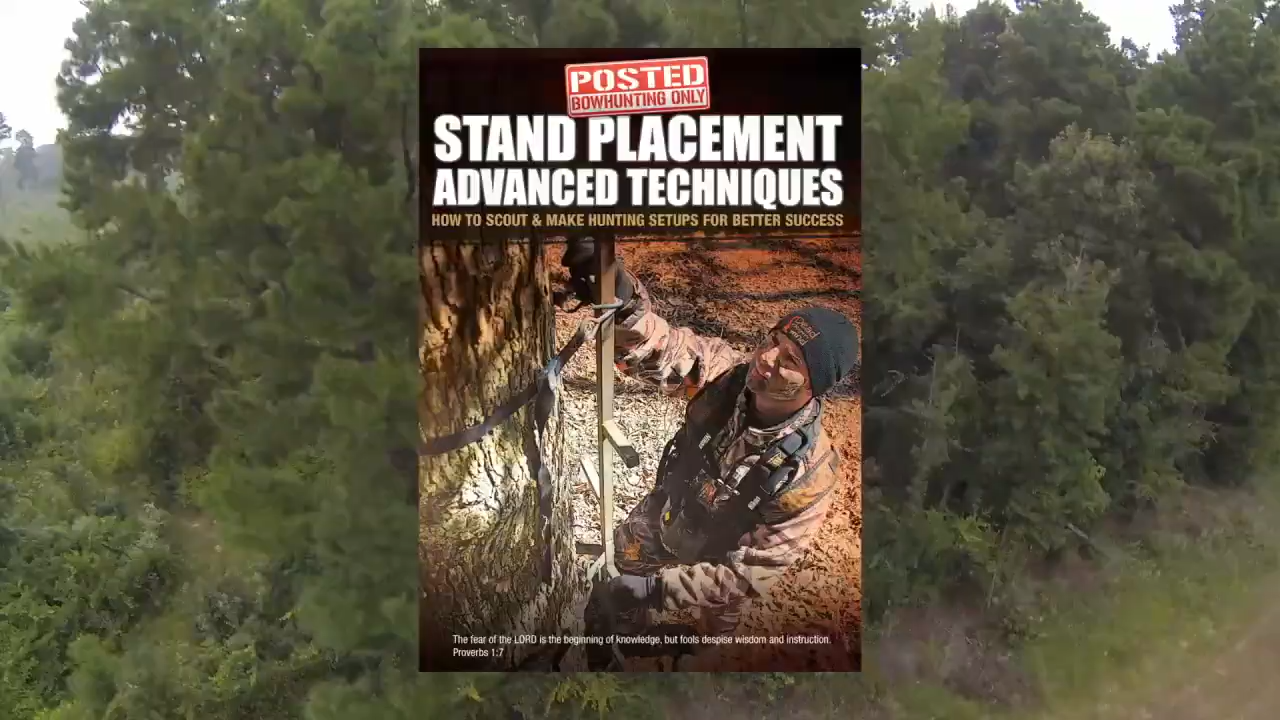 POSTED
BOWHUNTING ONLY
STAND PLACEMENT
ADVANCED TECHNIQUES
HOW TO SCOUT & MAKE HUNTING SETUPS FOR BETTER SUCCESS
The fear of the LORD is the beginning of knowledge, but fools despise wisdom and instruction.
Proverbs 1:7